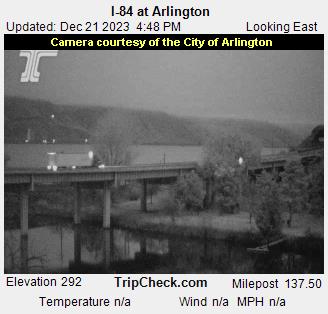 I-84 at Arlington
Updated: Dec 21 2023 4:48 PM Looking East
Camera courtesy of the City of Arlington
Elevation 292 TripCheck.com Milepost 137.50
Temperature n/a Wind n/a MPH n/a